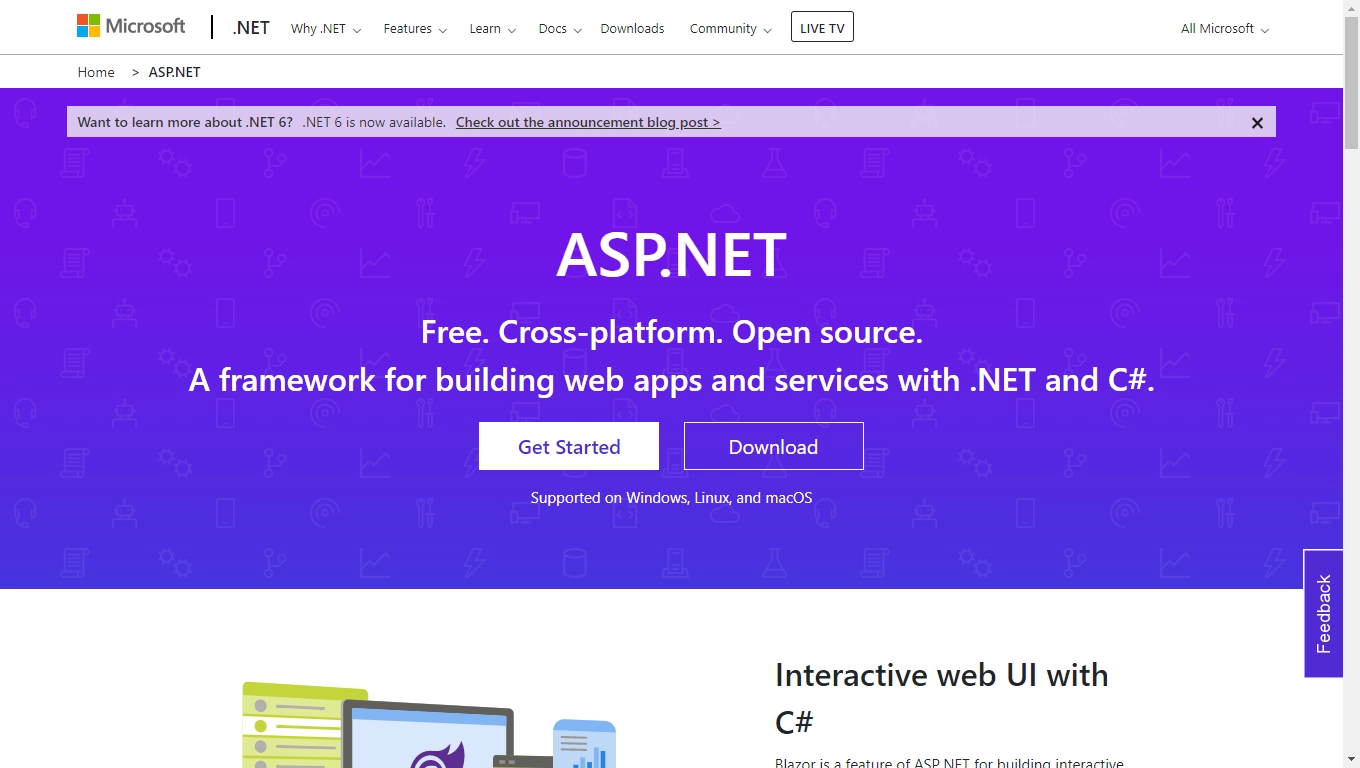 Microsoft .NET Why .NET Features Learn Docs Downloads Community LIVE TV All Microsoft
Home > ASP.NET
Want to learn more about .NET 6? .NET 6 is now available. Check out the announcement blog post >
ASP.NET
Free. Cross-platform. Open source.
A framework for building web apps and services with .NET and C#.
Get Started Download
Supported on Windows, Linux, and macOS
Feedback
Interactive web UI with
C#
Blazor is a feature of ASP.NET for building interactive